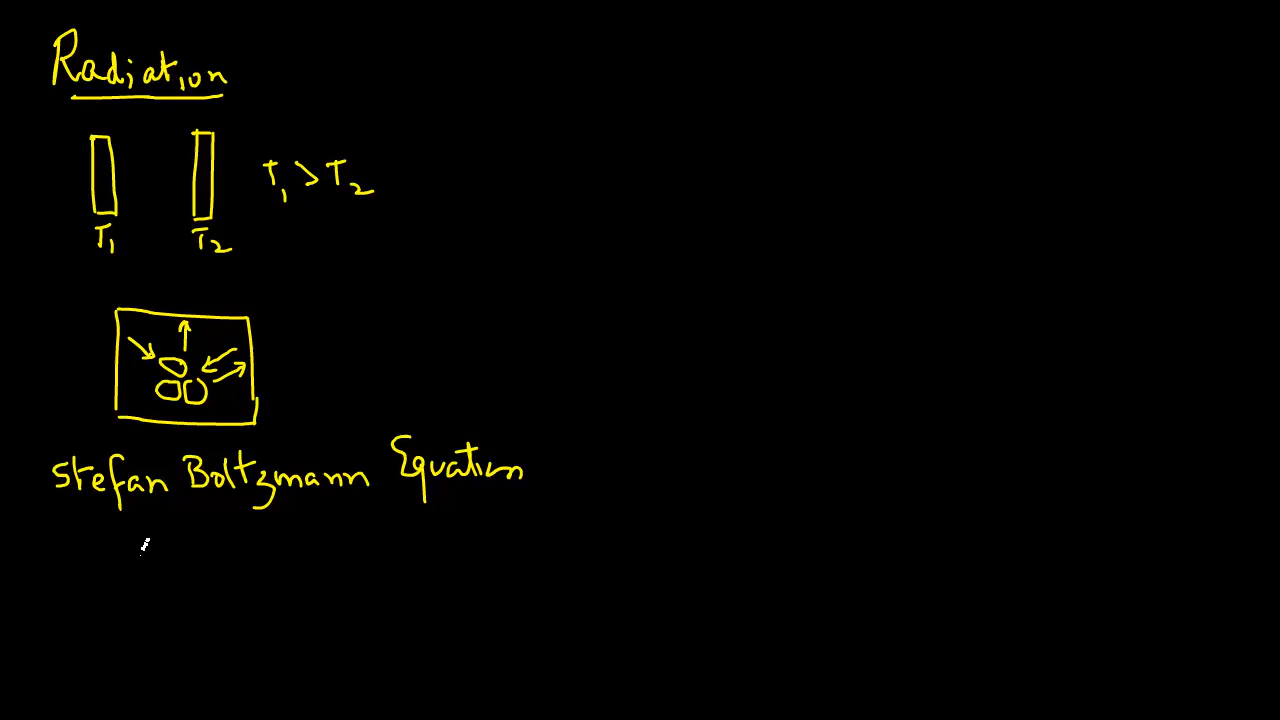 Radiation
T₁ > T₂
T₁ T₂
Stefan Boltzmann Equation